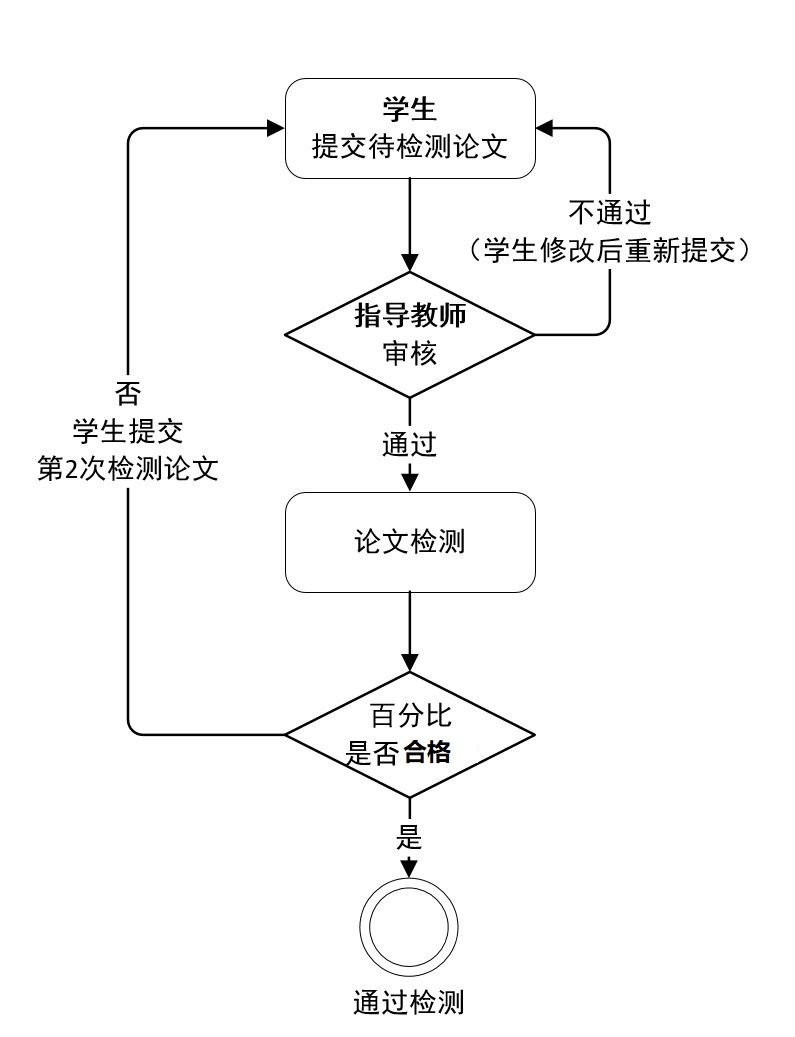 学生
提交待检测论文
不通过
（学生修改后重新提交）
指导教师
审核
否
学生提交
第2次检测论文
通过
论文检测
百分比
是否合格
是
通过检测